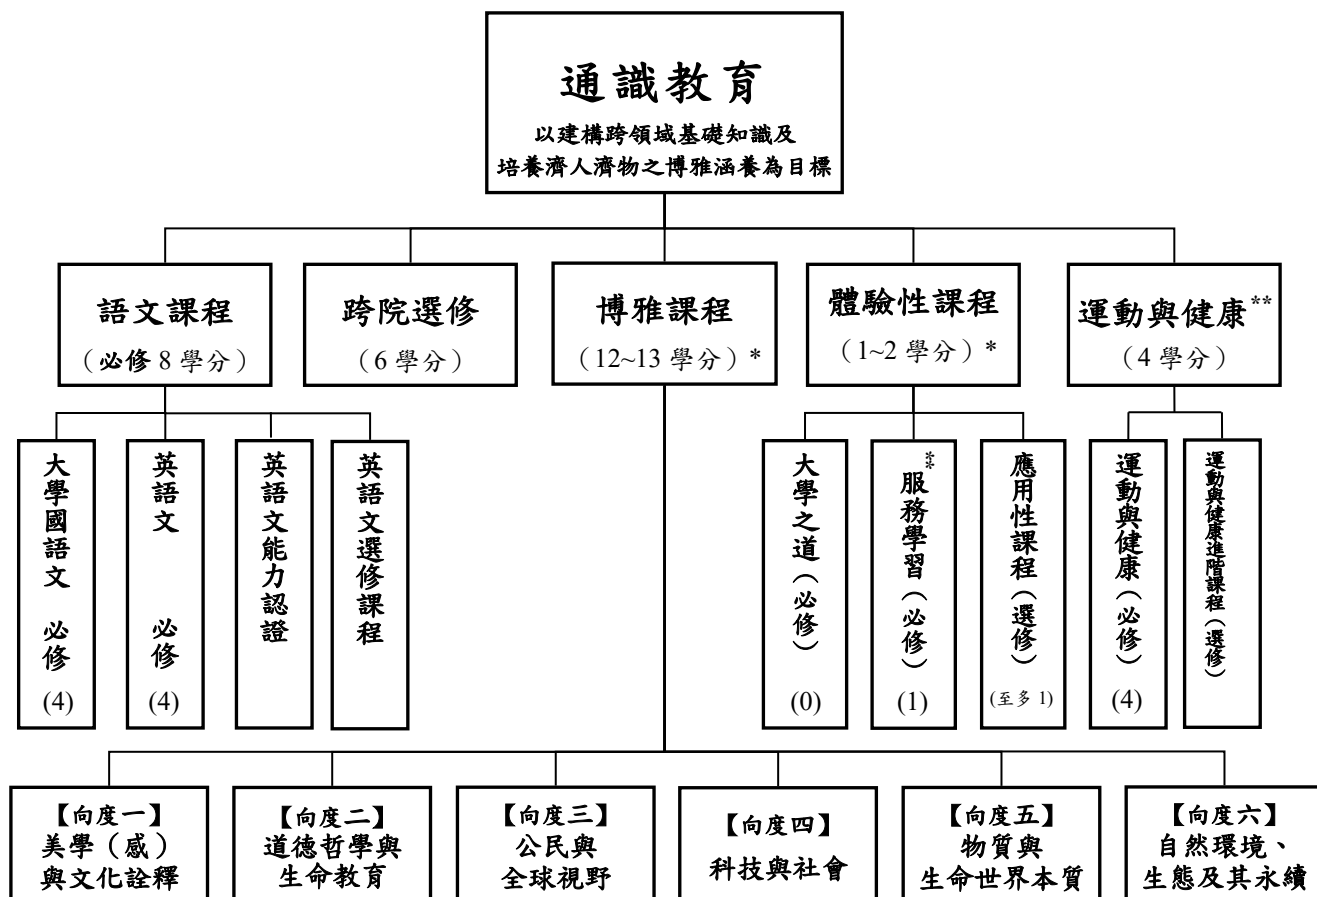 通識教育
以建構跨領域基礎知識及
培養濟人濟物之博雅涵養為目標
語文課程
（必修 8 學分）
跨院選修
（6 學分）
博雅課程
（12~13 學分）*
體驗性課程
（1~2 學分）*
運動與健康**
（4 學分）
大學國語文 必修
(4)
英語文 必修
(4)
英語文能力認證
英語文選修課程
大學之道（必修）
(0)
**服務學習（必修）
(1)
應用性課程（選修）
(至多 1)
運動與健康（必修）
(4)
運動與健康進階課程（選修）
【向度一】
美學（感）
與文化詮釋
【向度二】
道德哲學與
生命教育
【向度三】
公民與
全球視野
【向度四】
科技與社會
【向度五】
物質與
生命世界本質
【向度六】
自然環境、
生態及其永續